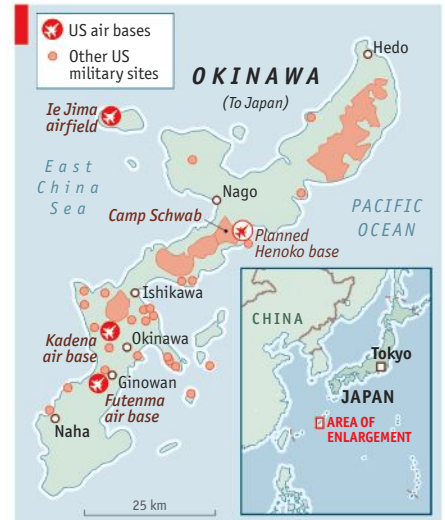 US air bases
Other US
military sites
OKINAWA
(To Japan)
Hedo
Ie Jima
airfield
East
China
Sea
Nago
Camp Schwab
PACIFIC
OCEAN
Planned
Henoko base
Ishikawa
Kadena
air base
Okinawa
Ginowan
Futenma
air base
Naha
25 km
CHINA
Tokyo
JAPAN
AREA OF
ENLARGEMENT